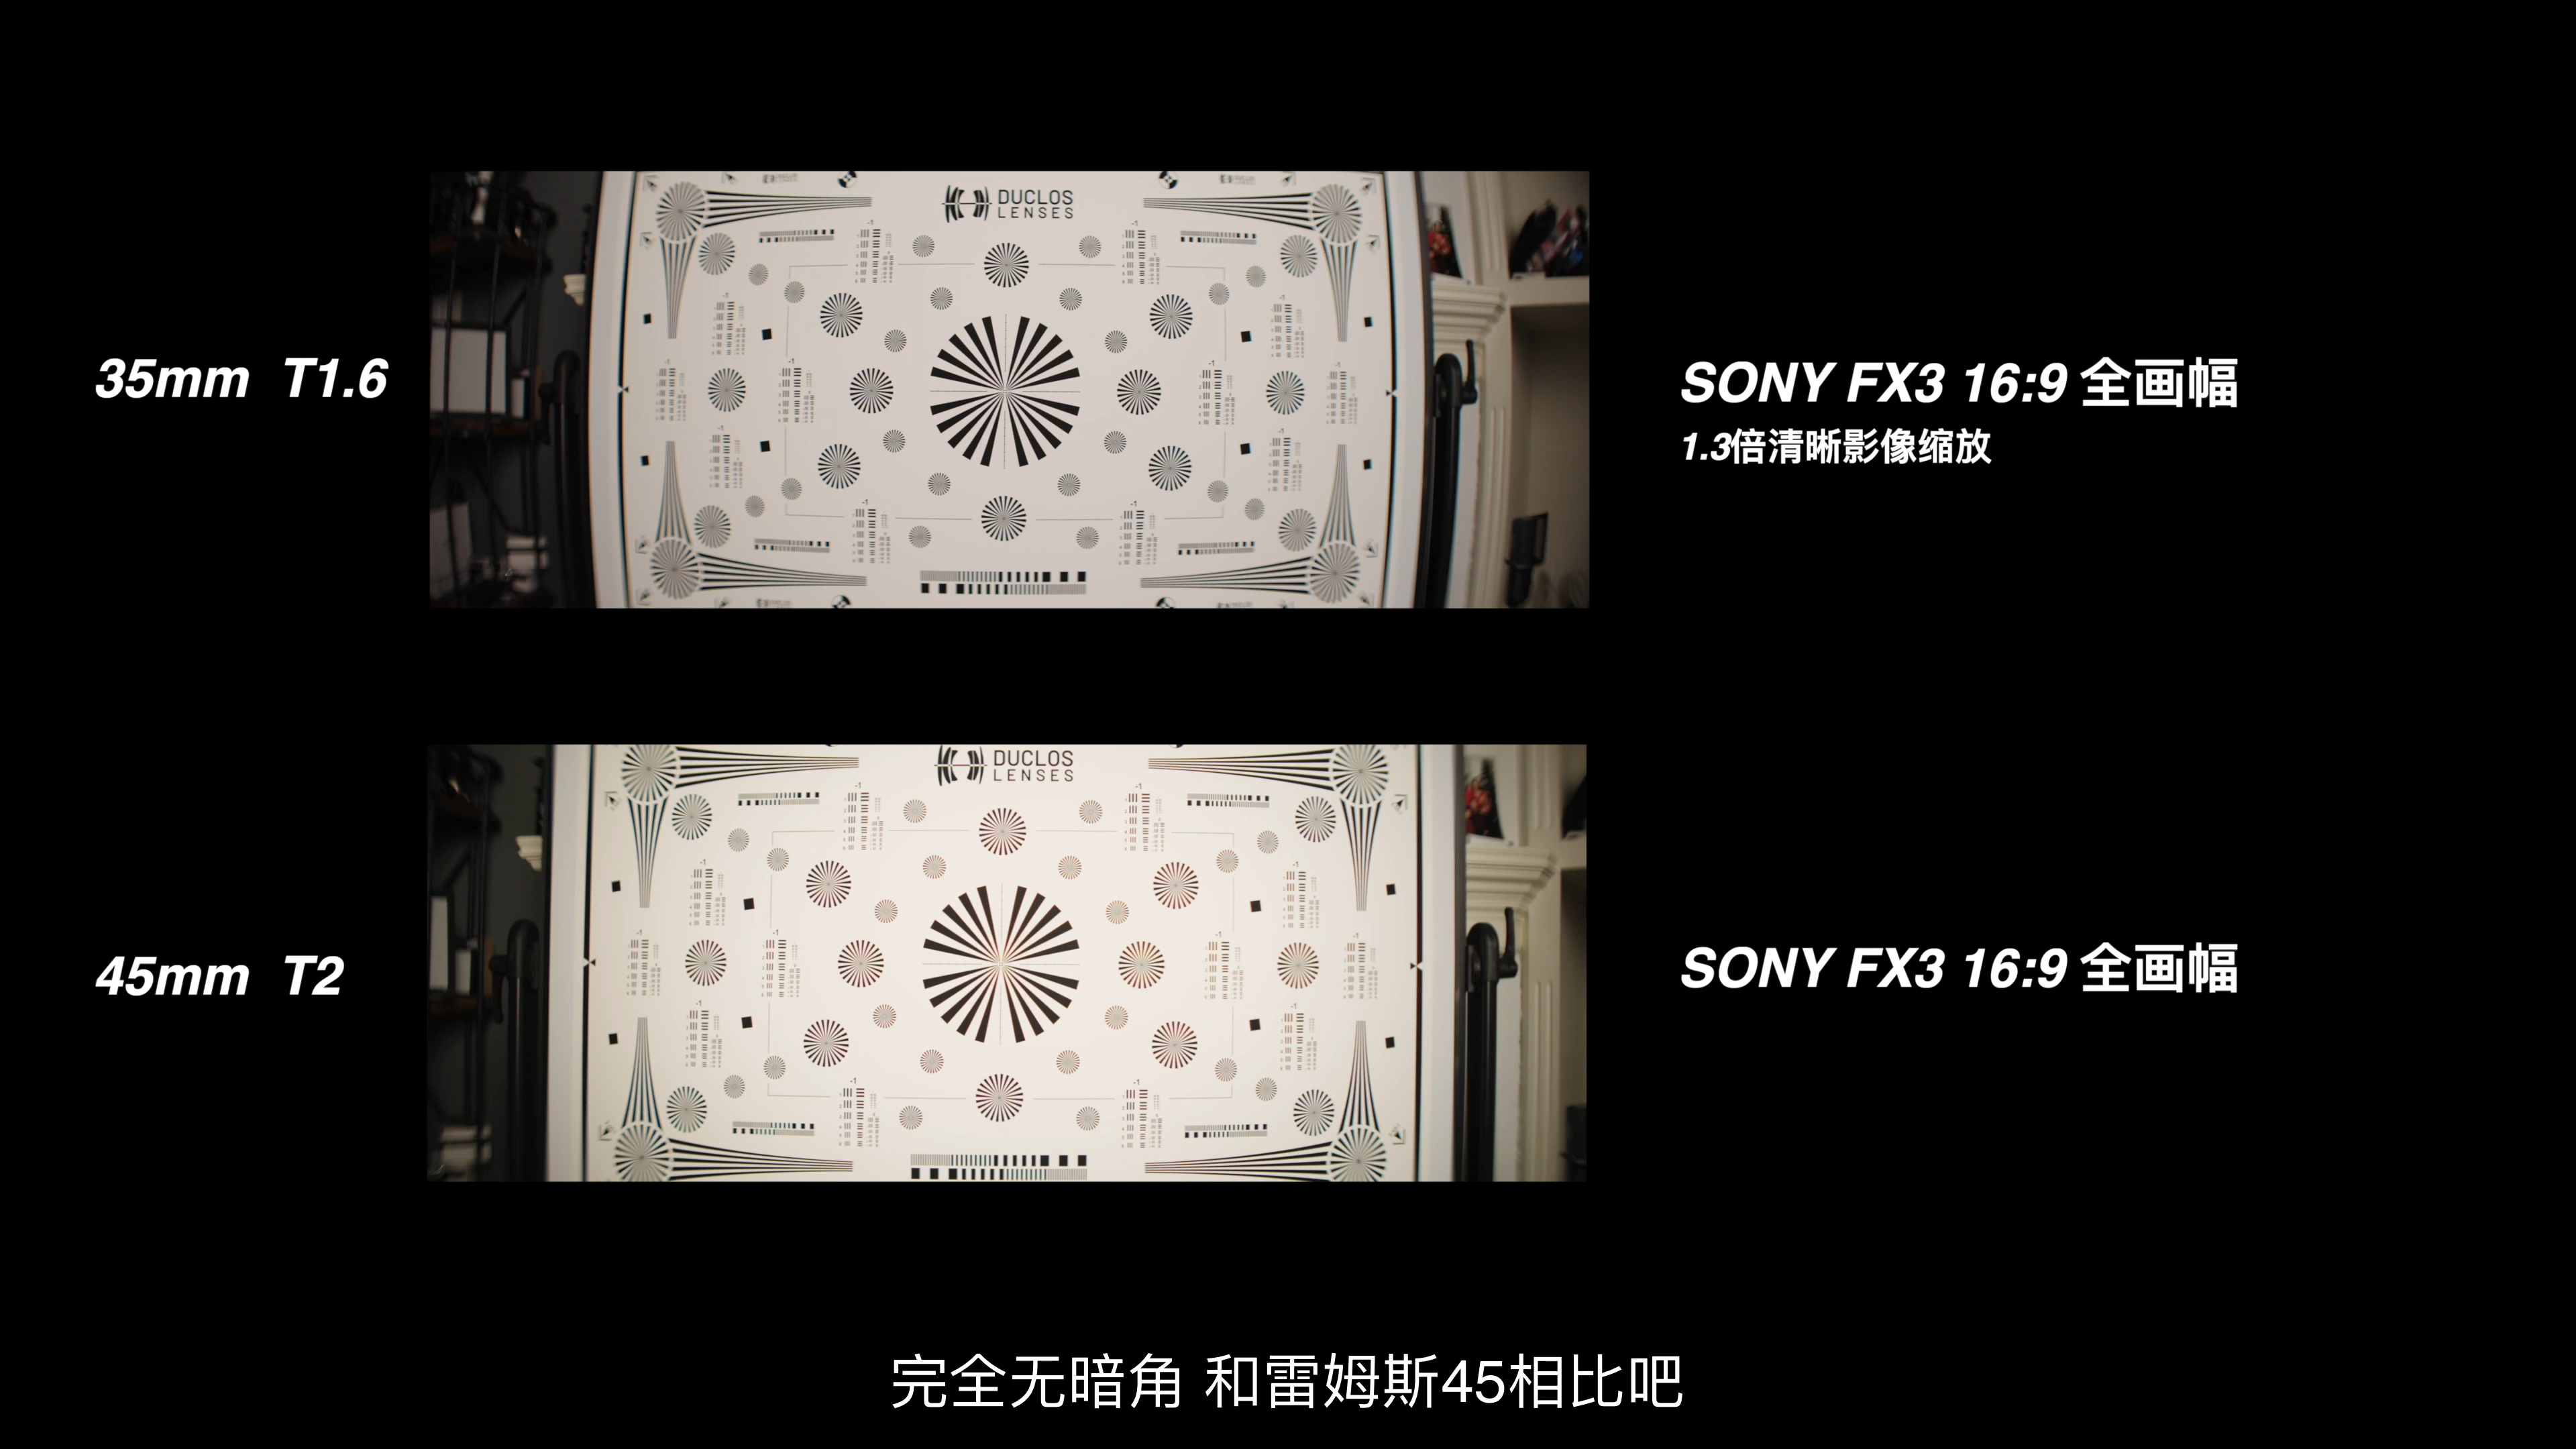 DUCLOS
LENSES
35mm T1.6
SONY FX3 16:9 全画幅
1.3倍清晰影像缩放
DUCLOS
LENSES
45mm T2
SONY FX3 16:9 全画幅
完全无暗角 和雷姆斯45相比吧